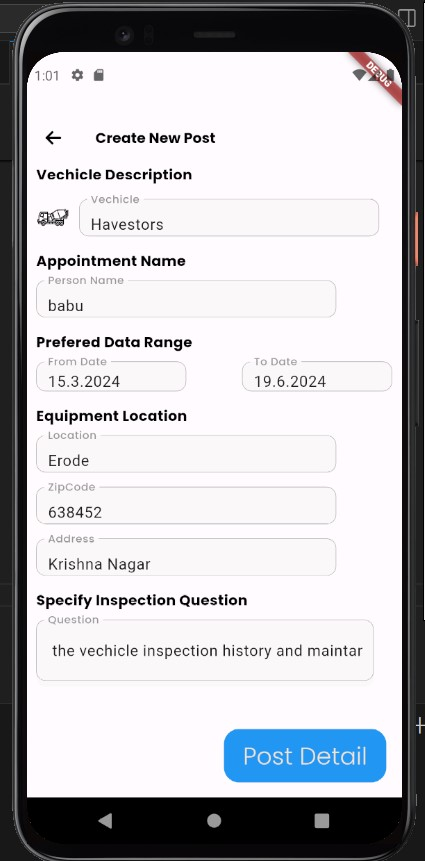 1:01
DEBUG
Create New Post
Vechicle Description
Vechicle
Havestors
Appointment Name
Person Name
babu
Prefered Data Range
From Date To Date
15.3.2024 19.6.2024
Equipment Location
Location
Erode
ZipCode
638452
Address
Krishna Nagar
Specify Inspection Question
Question
the vechicle inspection history and maintar
Post Detail